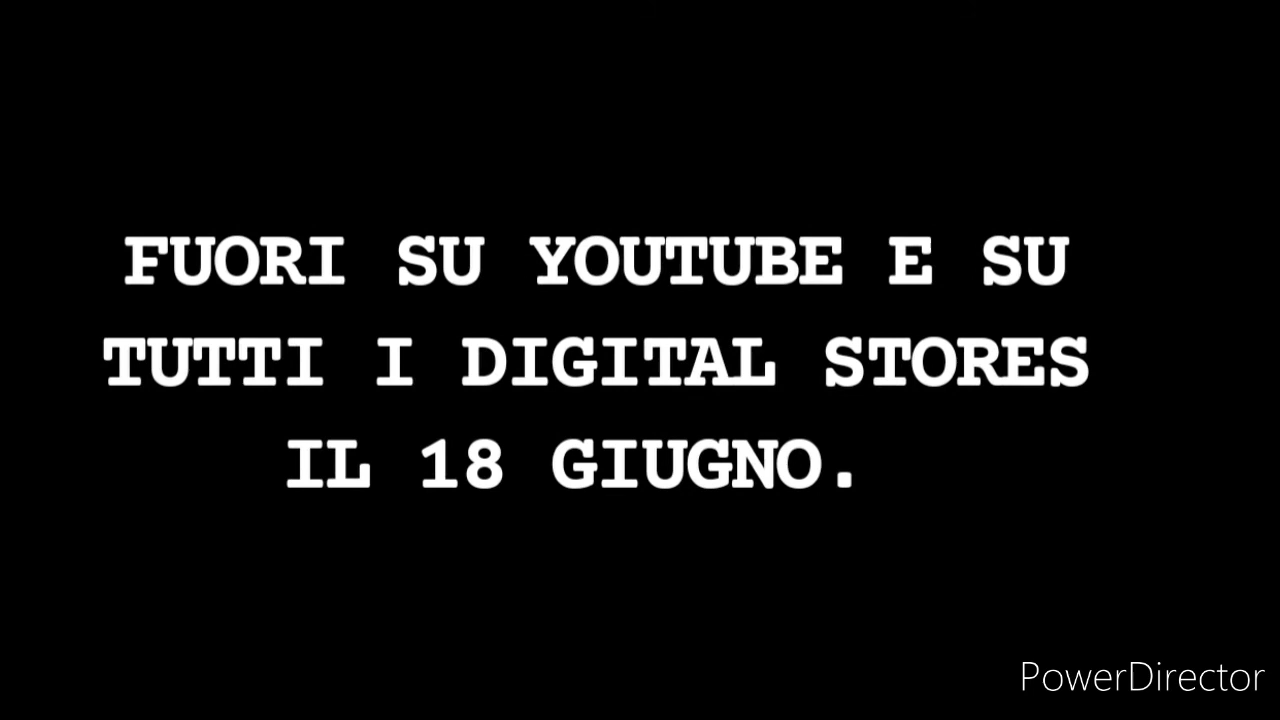 FUORI SU YOUTUBE E SU
TUTTI I DIGITAL STORES
IL 18 GIUGNO.
PowerDirector